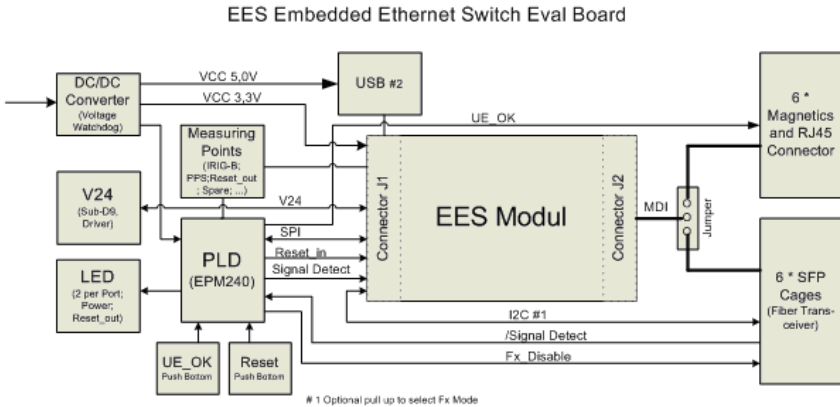 EES Embedded Ethernet Switch Eval Board
DC/DC
Converter
(Voltage
Watchdog)
VCC 5,0V
VCC 3,3V
USB #2
UE_OK
6 *
Magnetics
and RJ45
Connector
Measuring
Points
(IRIG-B;
PPS;Reset_out
; Spare; ...)
V24
(Sub-D9,
Driver)
V24
Connector J1
EES Modul
Connector J2
MDI
Jumper
PLD
(EPM240)
SPI
Reset_in
Signal Detect
LED
(2 per Port;
Power;
Reset_out)
6 * SFP
Cages
(Fiber Trans-
ceiver)
I2C #1
/Signal Detect
Fx_Disable
UE_OK
Push Bottom
Reset
Push Bottom
# 1 Optional pull up to select Fx Mode